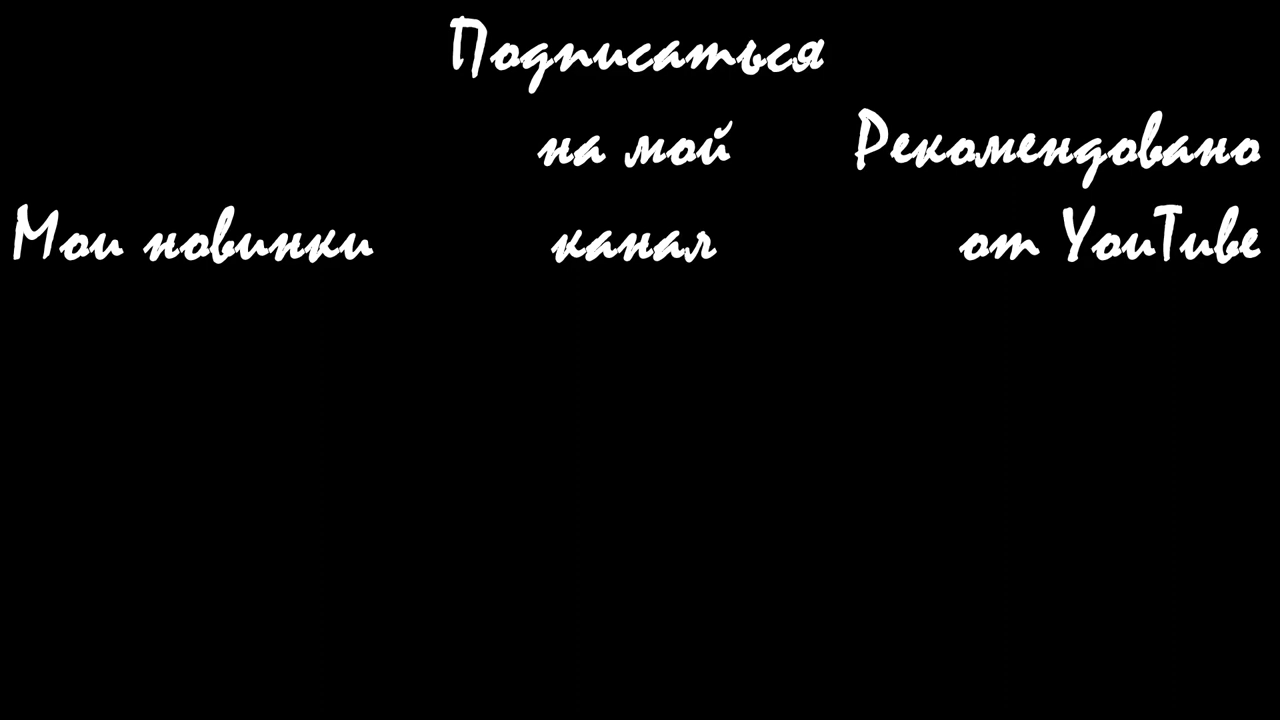 Подписаться
на мой
канал
Мои новинки
Рекомендовано
от YouTube